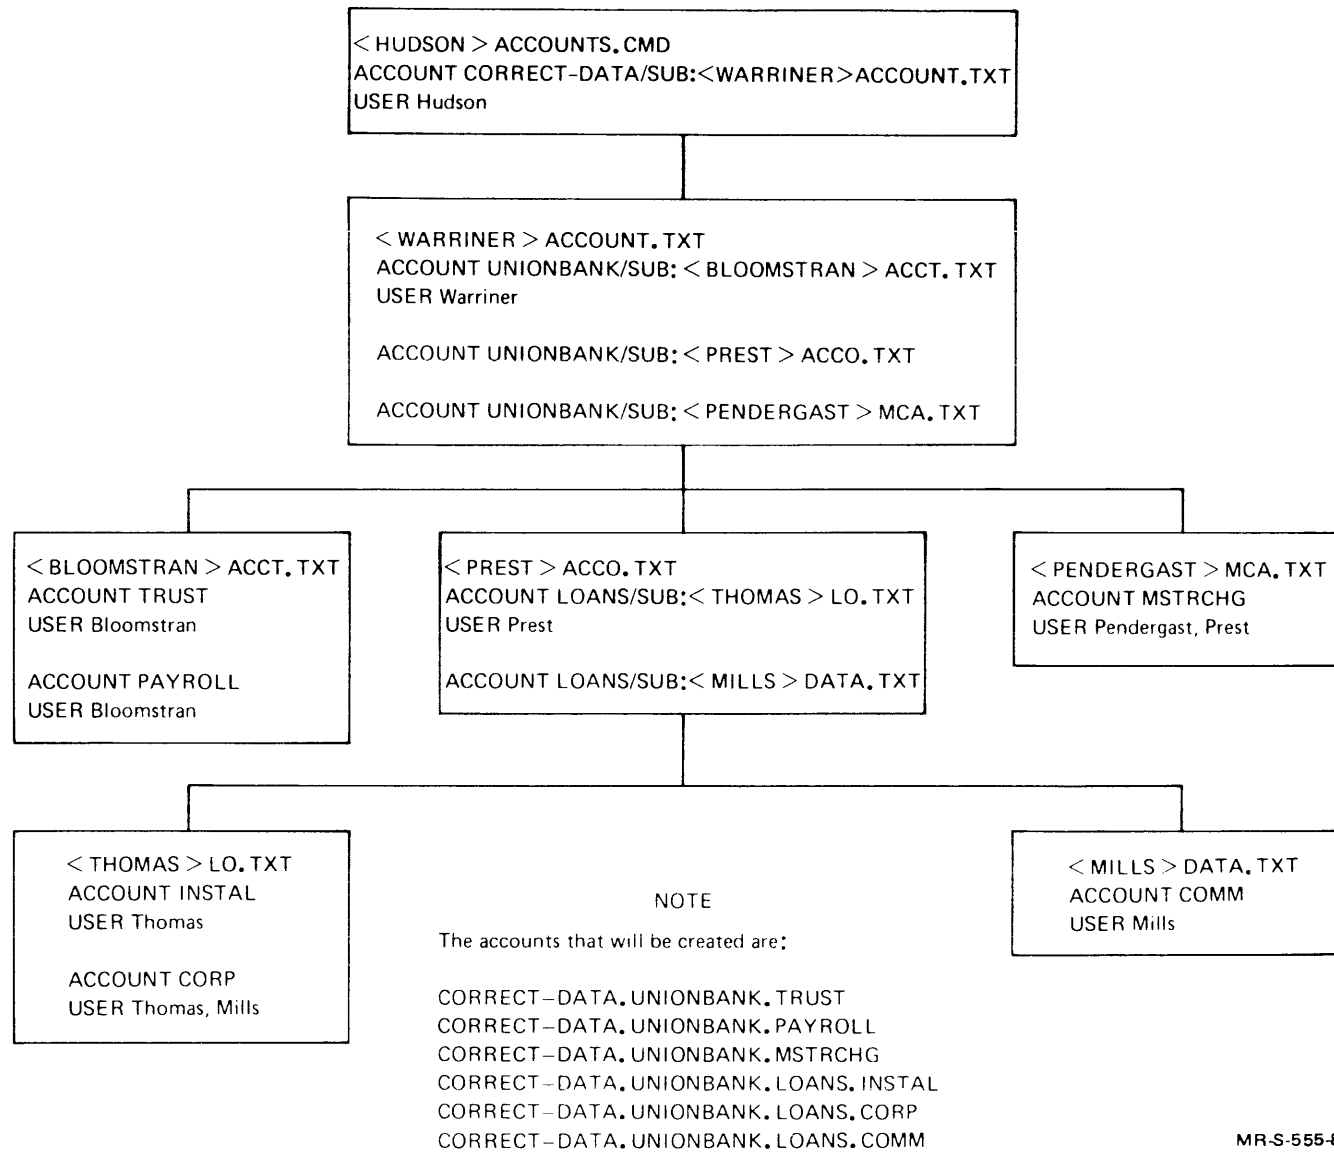 < HUDSON > ACCOUNTS.CMD
ACCOUNT CORRECT-DATA/SUB:<WARRINER>ACCOUNT.TXT
USER Hudson
< WARRINER > ACCOUNT.TXT
ACCOUNT UNIONBANK/SUB: < BLOOMSTRAN > ACCT.TXT
USER Warriner
ACCOUNT UNIONBANK/SUB: < PREST > ACCO.TXT
ACCOUNT UNIONBANK/SUB: < PENDERGAST > MCA.TXT
< BLOOMSTRAN > ACCT.TXT
ACCOUNT TRUST
USER Bloomstran
ACCOUNT PAYROLL
USER Bloomstran
< PREST > ACCO.TXT
ACCOUNT LOANS/SUB:< THOMAS > LO.TXT
USER Prest
ACCOUNT LOANS/SUB:< MILLS > DATA.TXT
< PENDERGAST > MCA.TXT
ACCOUNT MSTRCHG
USER Pendergast, Prest
< THOMAS > LO.TXT
ACCOUNT INSTAL
USER Thomas
ACCOUNT CORP
USER Thomas, Mills
< MILLS > DATA.TXT
ACCOUNT COMM
USER Mills
NOTE
The accounts that will be created are:
CORRECT-DATA.UNIONBANK.TRUST
CORRECT-DATA.UNIONBANK.PAYROLL
CORRECT-DATA.UNIONBANK.MSTRCHG
CORRECT-DATA.UNIONBANK.LOANS.INSTAL
CORRECT-DATA.UNIONBANK.LOANS.CORP
CORRECT-DATA.UNIONBANK.LOANS.COMM